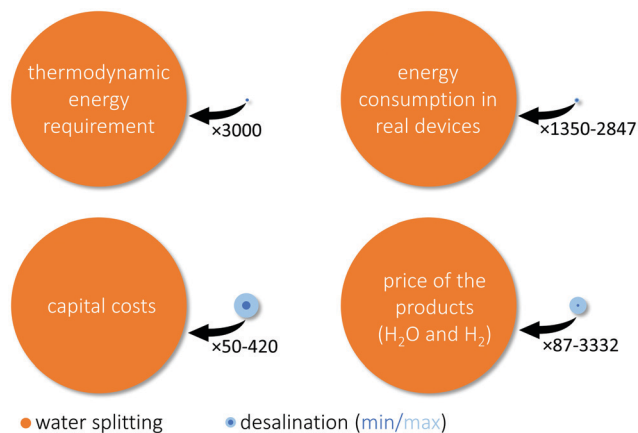 thermodynamic
energy
requirement
×3000
energy
consumption in
real devices
×1350-2847
capital costs
×50-420
price of the
products
(H₂O and H₂)
×87-3332
water splitting
desalination (min/max)